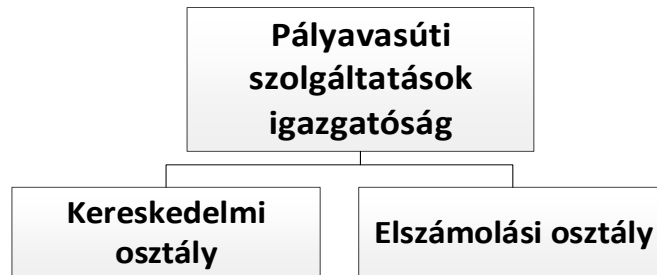 Pályavasúti
szolgáltatások
igazgatóság
Kereskedelmi
osztály
Elszámolási osztály